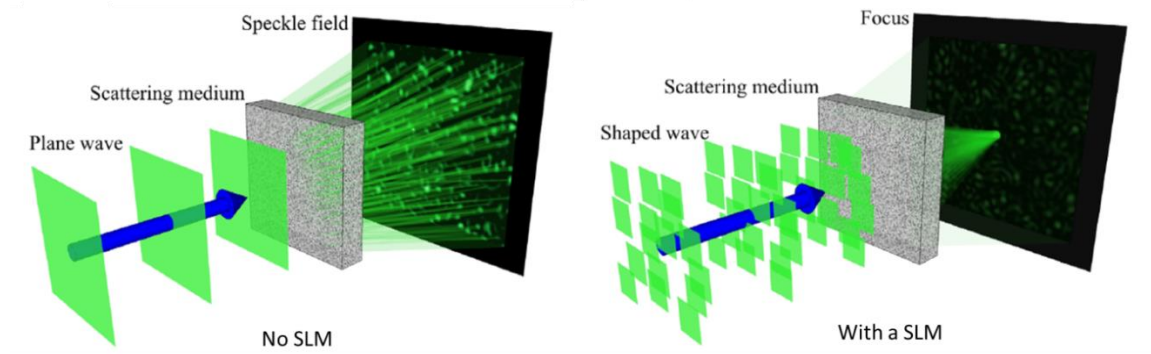 Speckle field
Scattering medium
Plane wave
No SLM
Focus
Scattering medium
Shaped wave
With a SLM